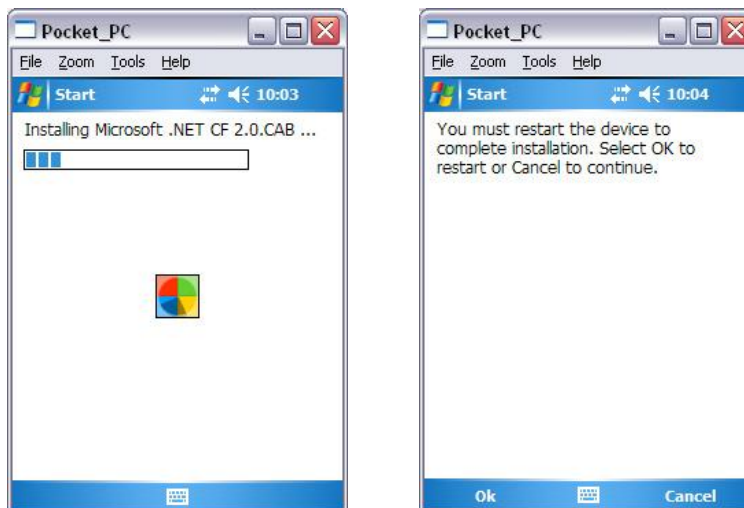 Pocket_PC
File Zoom Tools Help
Start 10:03
Installing Microsoft .NET CF 2.0.CAB ...
Pocket_PC
File Zoom Tools Help
Start 10:04
You must restart the device to
complete installation. Select OK to
restart or Cancel to continue.
Ok Cancel